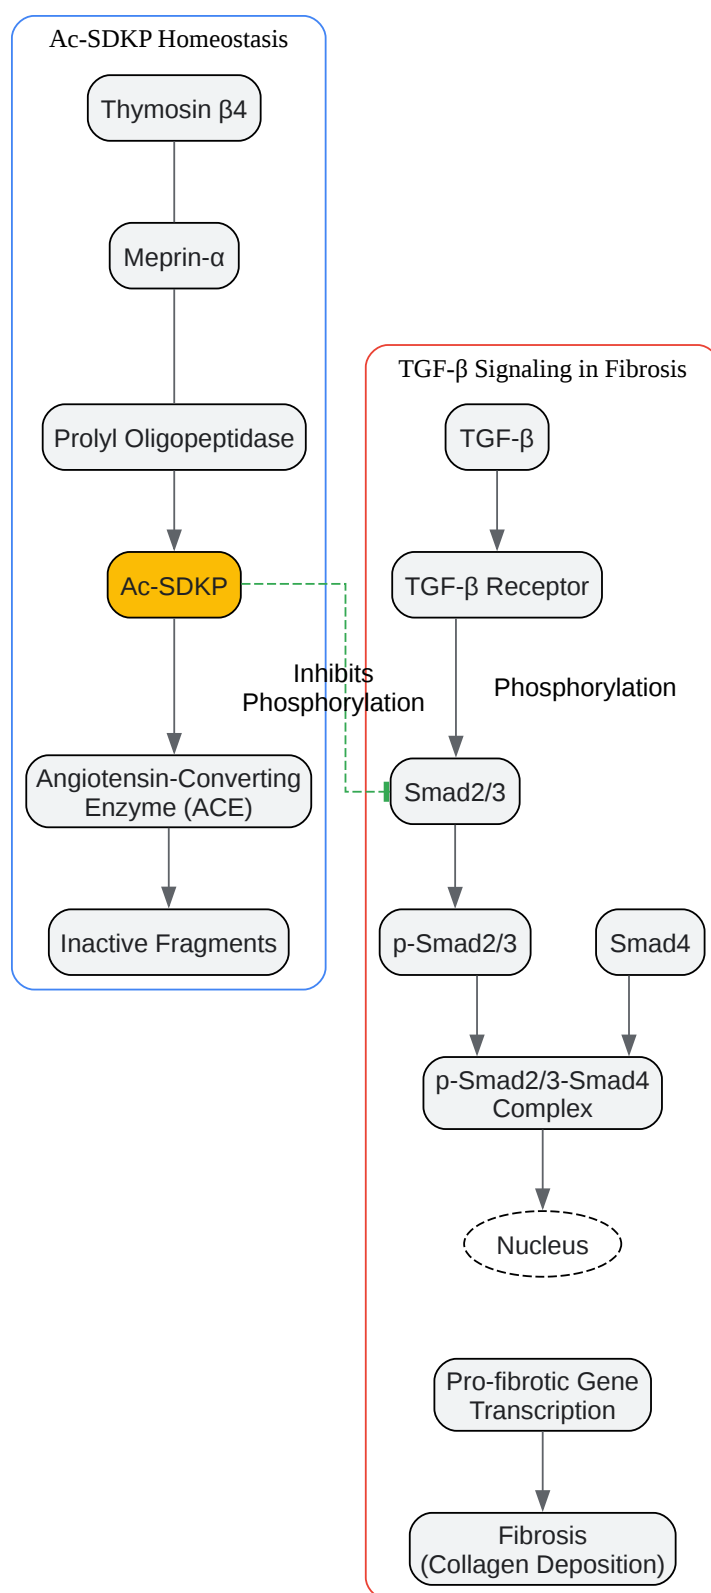 Ac-SDKP Homeostasis
Thymosin β4
Meprin-α
Prolyl Oligopeptidase
Ac-SDKP
Inhibits
Phosphorylation
Angiotensin-Converting
Enzyme (ACE)
Inactive Fragments
TGF-β Signaling in Fibrosis
TGF-β
TGF-β Receptor
Phosphorylation
Smad2/3
p-Smad2/3
Smad4
p-Smad2/3-Smad4
Complex
Nucleus
Pro-fibrotic Gene
Transcription
Fibrosis
(Collagen Deposition)